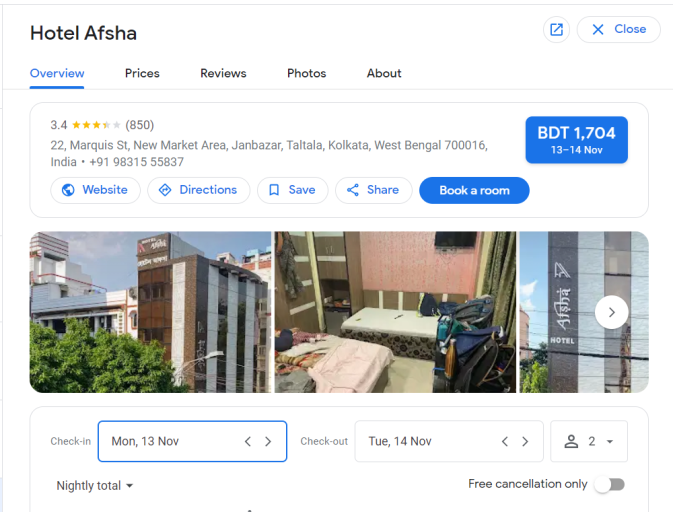 Hotel Afsha
Close
Overview
Prices
Reviews
Photos
About
3.4 (850)
22, Marquis St, New Market Area, Janbazar, Taltala, Kolkata, West Bengal 700016,
India • +91 98315 55837
BDT 1,704
13–14 Nov
Website
Directions
Save
Share
Book a room
HOTEL
Afsha
Afsha
HOTEL
Check-in
Mon, 13 Nov
Check-out
Tue, 14 Nov
2
Nightly total
Free cancellation only